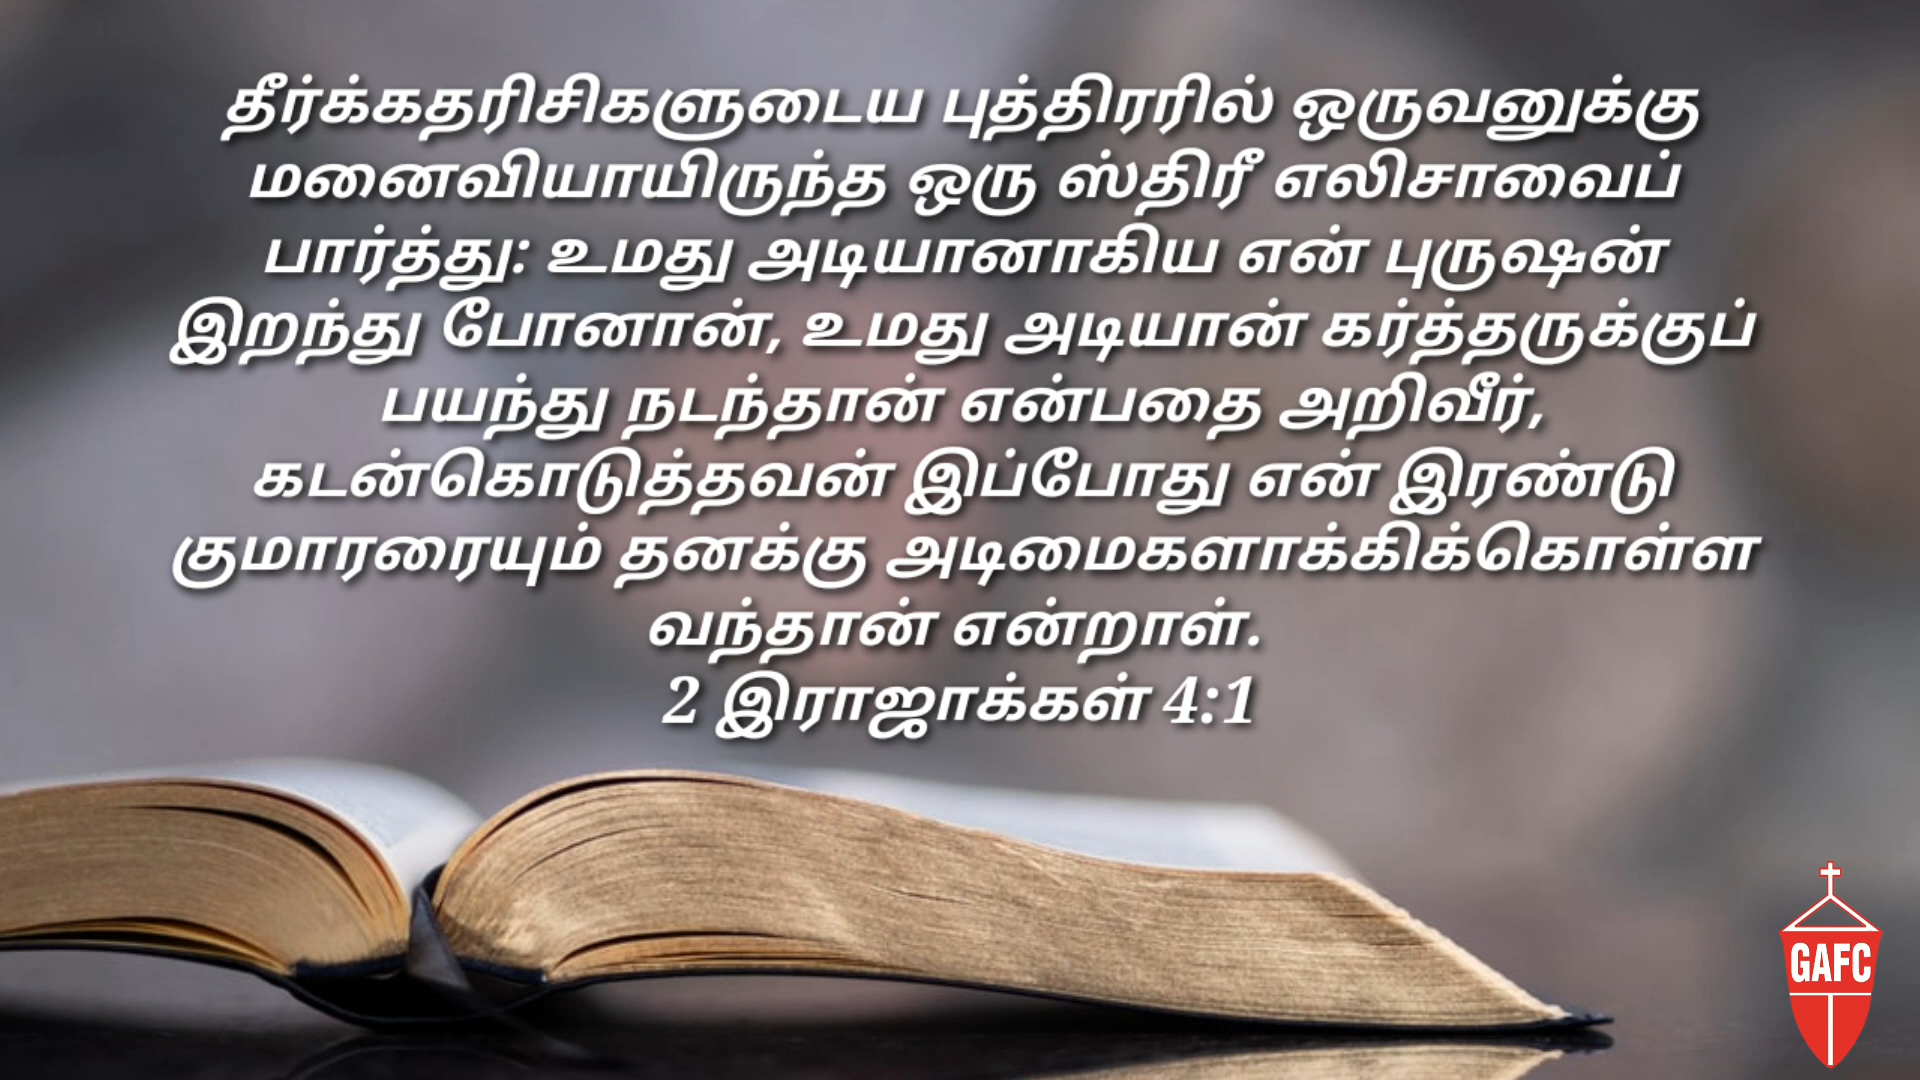 தீர்க்கதரிசிகளுடைய புத்திரரில் ஒருவனுக்கு
மனைவியாயிருந்த ஒரு ஸ்திரீ எலிசாவைப்
பார்த்து: உமது அடியானாகிய என் புருஷன்
இறந்து போனான், உமது அடியான் கர்த்தருக்குப்
பயந்து நடந்தான் என்பதை அறிவீர்,
கடன்கொடுத்தவன் இப்போது என் இரண்டு
குமாரரையும் தனக்கு அடிமைகளாக்கிக்கொள்ள
வந்தான் என்றாள்.
2 இராஜாக்கள் 4:1
GAFC